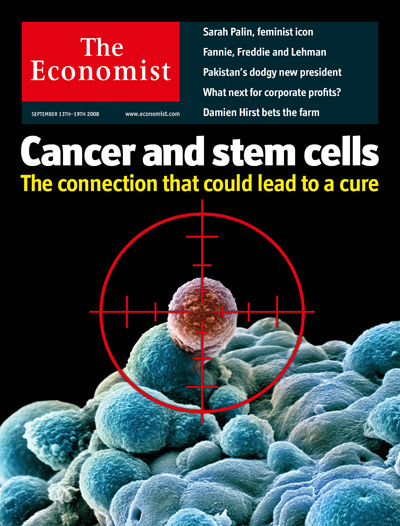 The
Economist
SEPTEMBER 13TH–19TH 2008
www.economist.com
Sarah Palin, feminist icon
Fannie, Freddie and Lehman
Pakistan's dodgy new president
What next for corporate profits?
Damien Hirst bets the farm
Cancer and stem cells
The connection that could lead to a cure